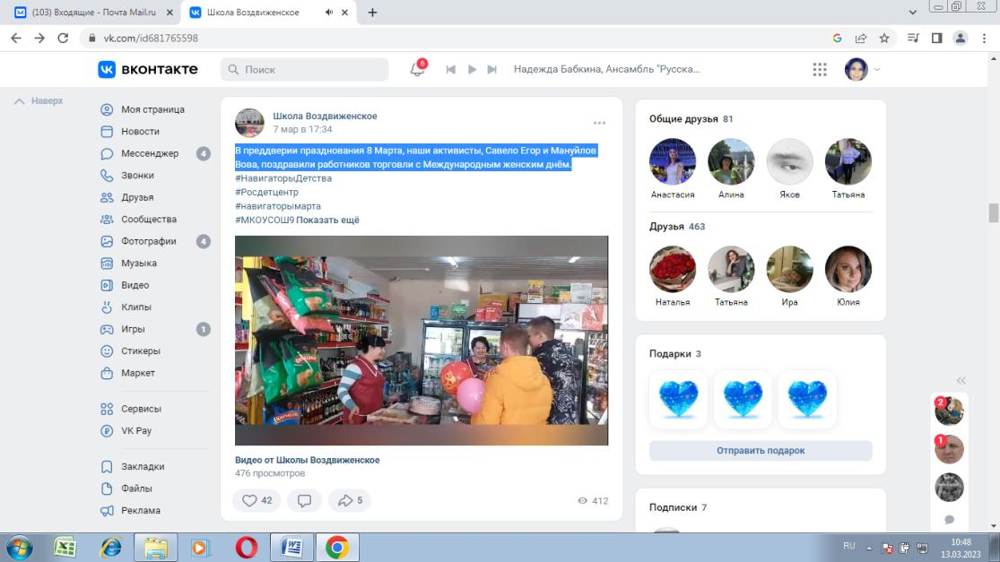 (103) Входящие - Почта Mail.ru
Школа Воздвиженское
vk.com/id681765598
вконтакте
Поиск
6
Надежда Бабкина, Ансамбль "Русска...
Наверх
Моя страница
Новости
Мессенджер 4
Звонки
Друзья
Сообщества
Фотографии 4
Музыка
Видео
Клипы
Игры 1
Стикеры
Маркет
Сервисы
VK Pay
Закладки
Файлы
Реклама
Школа Воздвиженское
7 мар в 17:34
В преддверии празднования 8 Марта, наши активисты, Савело Егор и Мануйлов
Вова, поздравили работников торговли с Международным женским днём.
#НавигаторыДетства
#Росдетцентр
#навигаторымарта
#МКОУСОШ9 Показать ещё
Видео от Школы Воздвиженское
476 просмотров
42
5
412
Общие друзья 81
Анастасия Алина Яков Татьяна
Друзья 463
Наталья Татьяна Ира Юлия
Подарки 3
Отправить подарок
Подписки 7
2
1
RU
10:48
13.03.2023